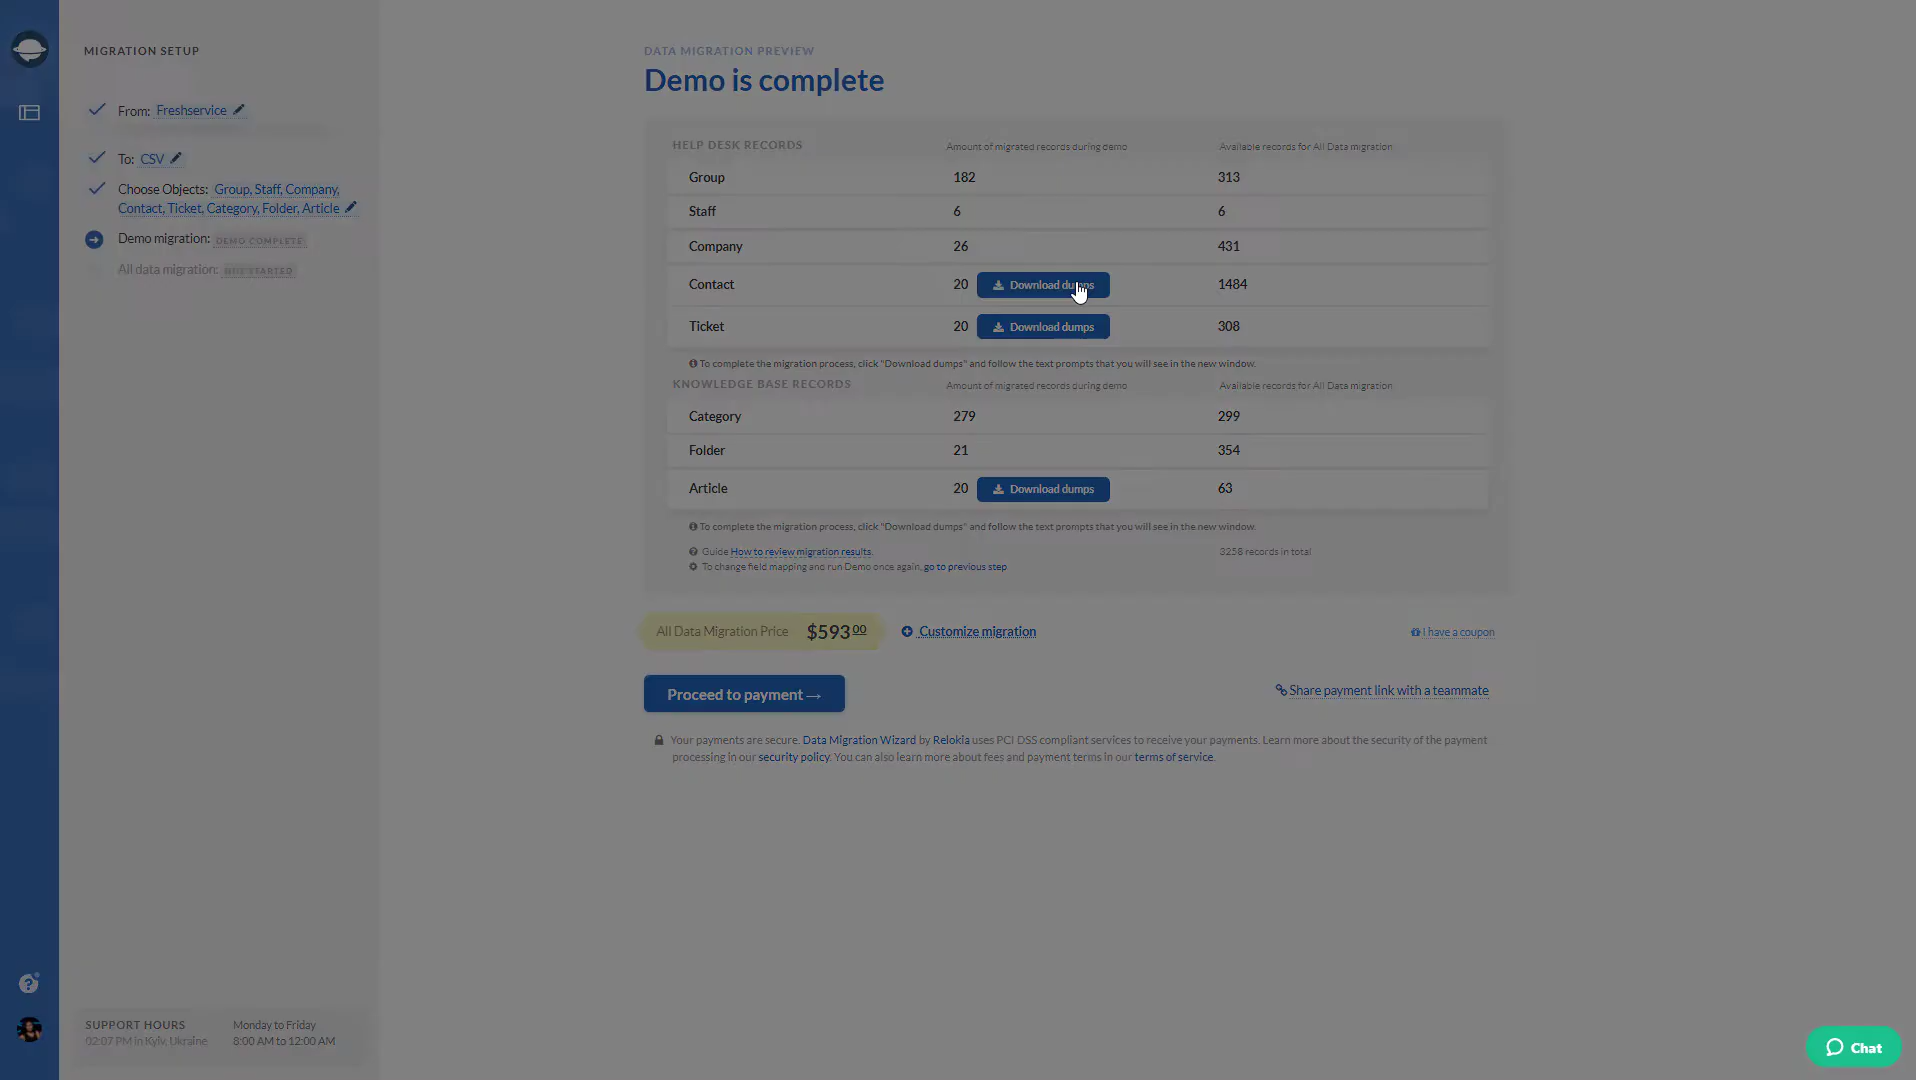 MIGRATION SETUP
From: Freshservice
To: CSV
Choose Objects: Group, Staff, Company,
Contact, Ticket, Category, Folder, Article
Demo migration: DEMO COMPLETE
All data migration: NOT STARTED
SUPPORT HOURS
02:07 PM in Kyiv, Ukraine
Monday to Friday
8:00 AM to 12:00 AM
DATA MIGRATION PREVIEW
Demo is complete
HELP DESK RECORDS Amount of migrated records during demo Available records for All Data migration
Group 182 313
Staff 6 6
Company 26 431
Contact 20 Download dumps 1484
Ticket 20 Download dumps 308
To complete the migration process, click "Download dumps" and follow the text prompts that you will see in the new window.
KNOWLEDGE BASE RECORDS Amount of migrated records during demo Available records for All Data migration
Category 279 299
Folder 21 354
Article 20 Download dumps 63
To complete the migration process, click "Download dumps" and follow the text prompts that you will see in the new window.
Guide How to review migration results. 3258 records in total
To change field mapping and run Demo once again, go to previous step
All Data Migration Price $593.00 Customize migration I have a coupon
Proceed to payment → Share payment link with a teammate
Your payments are secure. Data Migration Wizard by Relokia uses PCI DSS compliant services to receive your payments. Learn more about the security of the payment
processing in our security policy. You can also learn more about fees and payment terms in our terms of service.
Chat